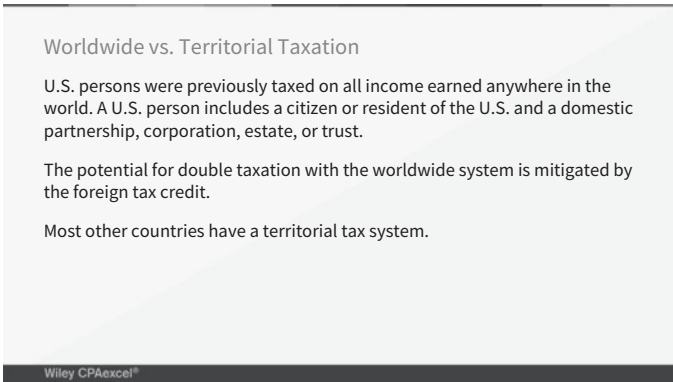 Worldwide vs. Territorial Taxation
U.S. persons were previously taxed on all income earned anywhere in the
world. A U.S. person includes a citizen or resident of the U.S. and a domestic
partnership, corporation, estate, or trust.
The potential for double taxation with the worldwide system is mitigated by
the foreign tax credit.
Most other countries have a territorial tax system.
Wiley CPAexcel®